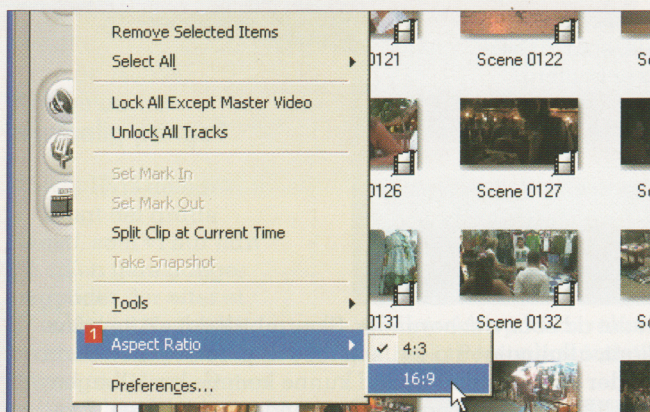 Remove Selected Items
Select All
Lock All Except Master Video
Unlock All Tracks
Set Mark In
Set Mark Out
Split Clip at Current Time
Take Snapshot
Tools
1
Aspect Ratio
Preferences...
4:3
16:9
0121
Scene 0122
0126
Scene 0127
0131
Scene 0132